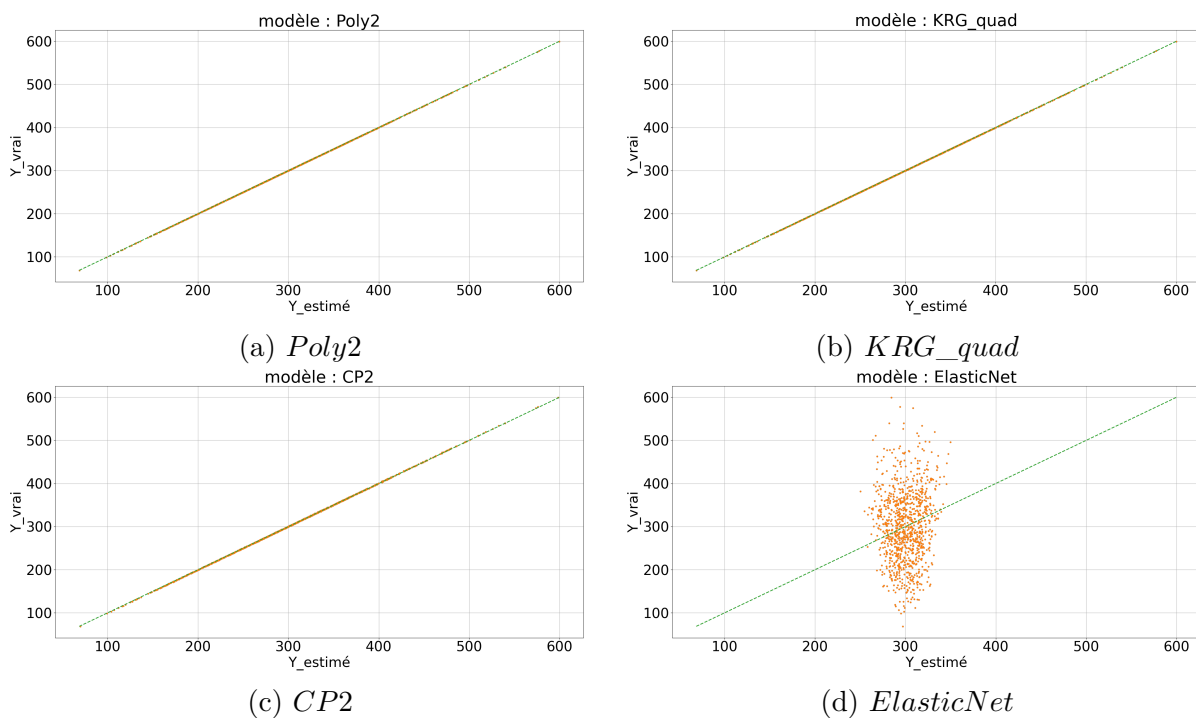 modèle : Poly2
600
500
400
300
200
100
Y_vrai
100 200 300 400 500 600
Y_estimé
(a) Poly2
modèle : KRG_quad
600
500
400
300
200
100
Y_vrai
100 200 300 400 500 600
Y_estimé
(b) KRG_quad
modèle : CP2
600
500
400
300
200
100
Y_vrai
100 200 300 400 500 600
Y_estimé
(c) CP2
modèle : ElasticNet
600
500
400
300
200
100
Y_vrai
100 200 300 400 500 600
Y_estimé
(d) ElasticNet